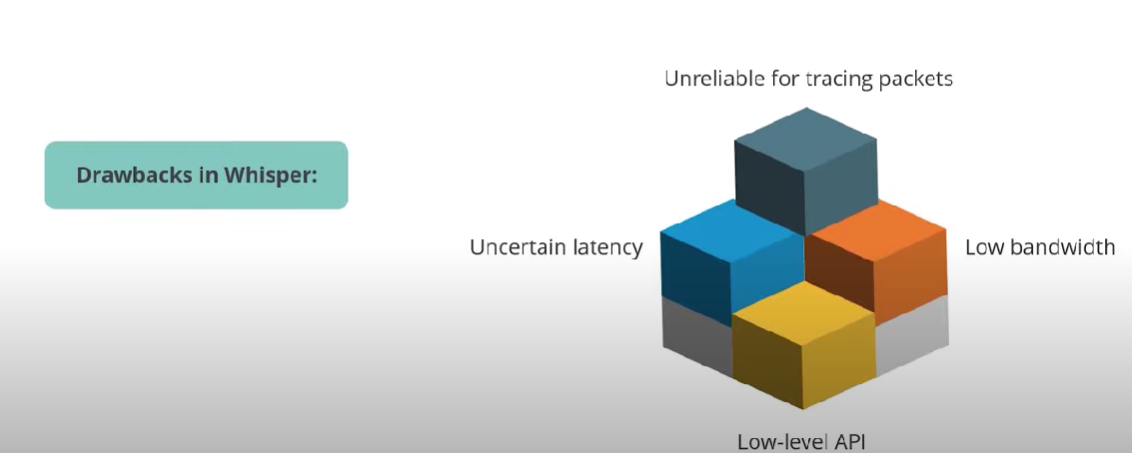 Unreliable for tracing packets
Drawbacks in Whisper:
Uncertain latency
Low bandwidth
Low-level API